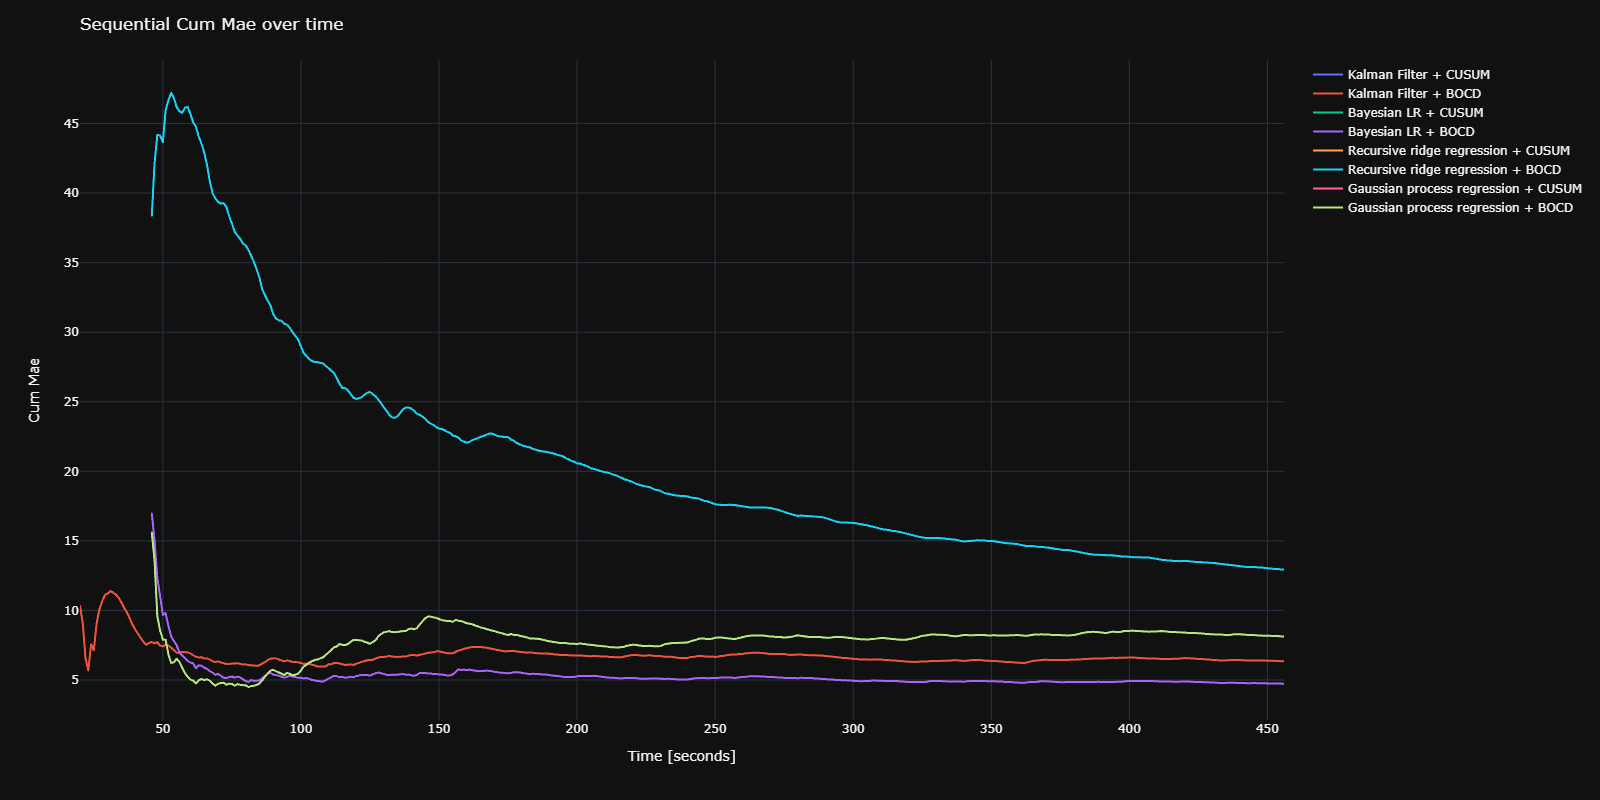 Sequential Cum Mae over time
Kalman Filter + CUSUM
Kalman Filter + BOCD
Bayesian LR + CUSUM
Bayesian LR + BOCD
Recursive ridge regression + CUSUM
Recursive ridge regression + BOCD
Gaussian process regression + CUSUM
Gaussian process regression + BOCD
45
40
35
30
25
20
15
10
5
Cum Mae
50 100 150 200 250 300 350 400 450
Time [seconds]